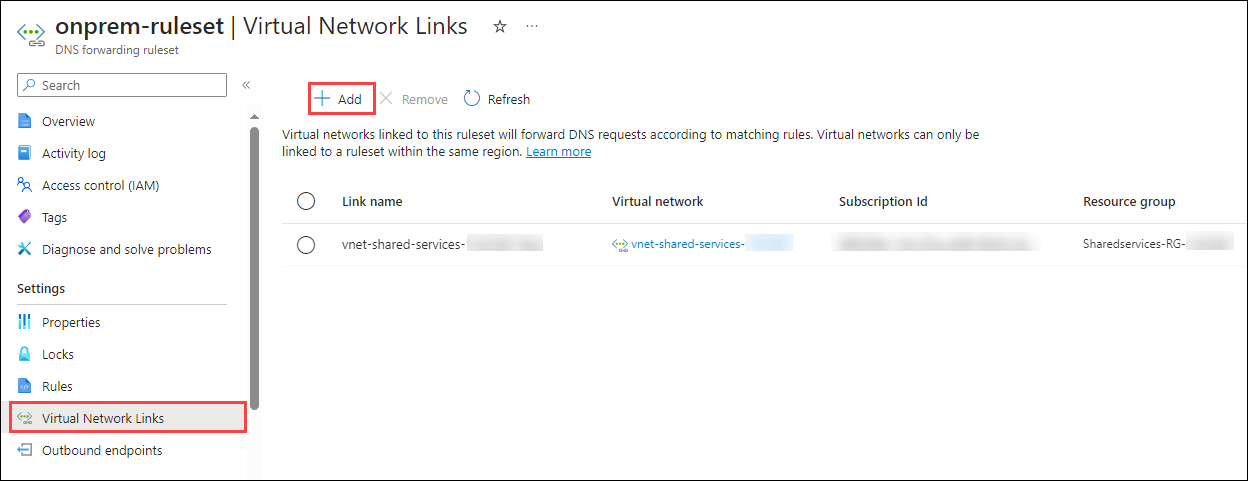 onprem-ruleset | Virtual Network Links
DNS forwarding ruleset
Search
Overview
Activity log
Access control (IAM)
Tags
Diagnose and solve problems
Settings
Properties
Locks
Rules
Virtual Network Links
Outbound endpoints
Add Remove Refresh
Virtual networks linked to this ruleset will forward DNS requests according to matching rules. Virtual networks can only be
linked to a ruleset within the same region. Learn more
Link name Virtual network Subscription Id Resource group
vnet-shared-services- vnet-shared-services- Sharedservices-RG-